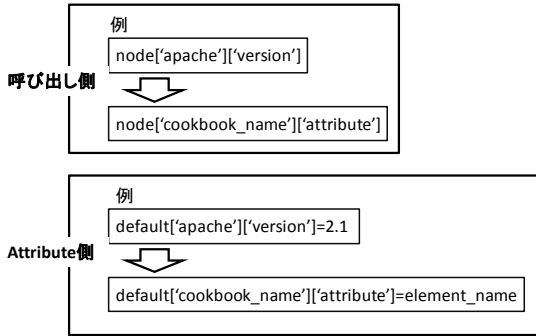 例
node[‘apache’][‘version’]
呼び出し側
node[‘cookbook_name’][‘attribute’]
例
default[‘apache’][‘version’]=2.1
Attribute側
default[‘cookbook_name’][‘attribute’]=element_name